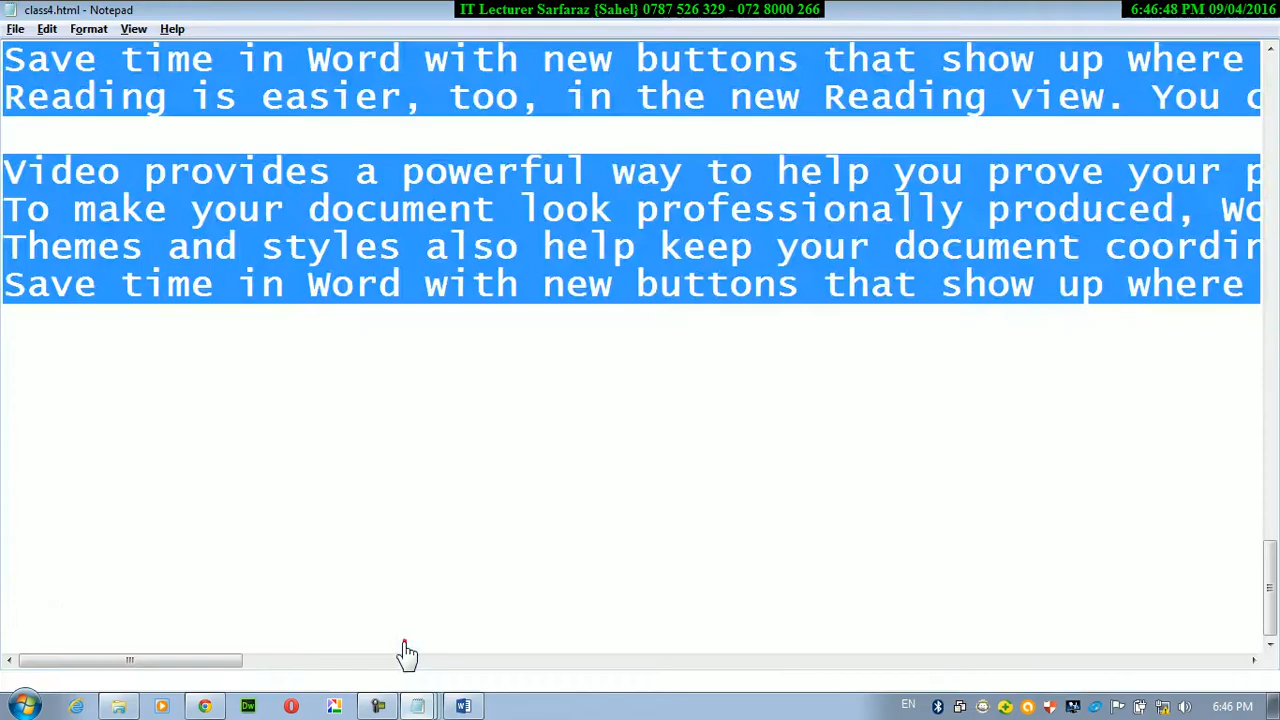 class4.html - Notepad
IT Lecturer Sarfaraz {Sahel} 0787 526 329 - 072 8000 266
6:46:48 PM 09/04/2016
File Edit Format View Help
Save time in Word with new buttons that show up where
Reading is easier, too, in the new Reading view. You
Video provides a powerful way to help you prove your
To make your document look professionally produced,
Themes and styles also help keep your document
Save time in Word with new buttons that show up where
Dw
EN
6:46 PM